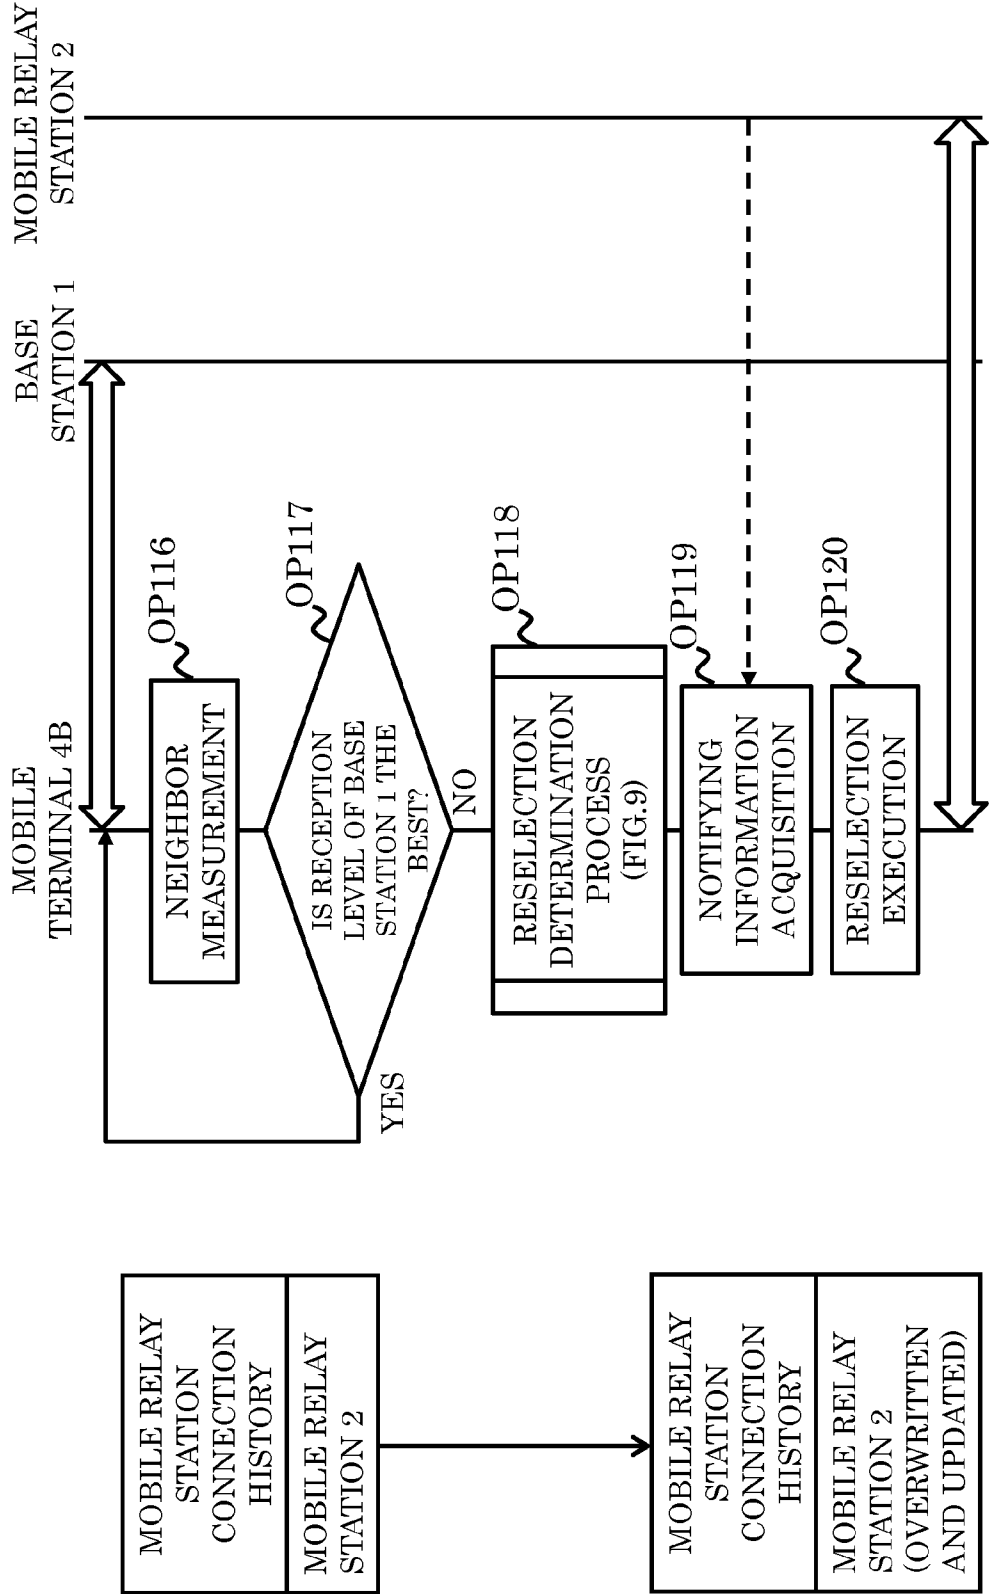 MOBILE
TERMINAL 4B
BASE
STATION 1
MOBILE RELAY
STATION 2
OP116
NEIGHBOR
MEASUREMENT
OP117
IS RECEPTION
LEVEL OF BASE
STATION 1 THE
BEST?
YES
NO
OP118
RESELECTION
DETERMINATION
PROCESS
(FIG.9)
OP119
NOTIFYING
INFORMATION
ACQUISITION
OP120
RESELECTION
EXECUTION
MOBILE RELAY
STATION
CONNECTION
HISTORY
MOBILE RELAY
STATION 2
MOBILE RELAY
STATION
CONNECTION
HISTORY
MOBILE RELAY
STATION 2
(OVERWRITTEN
AND UPDATED)